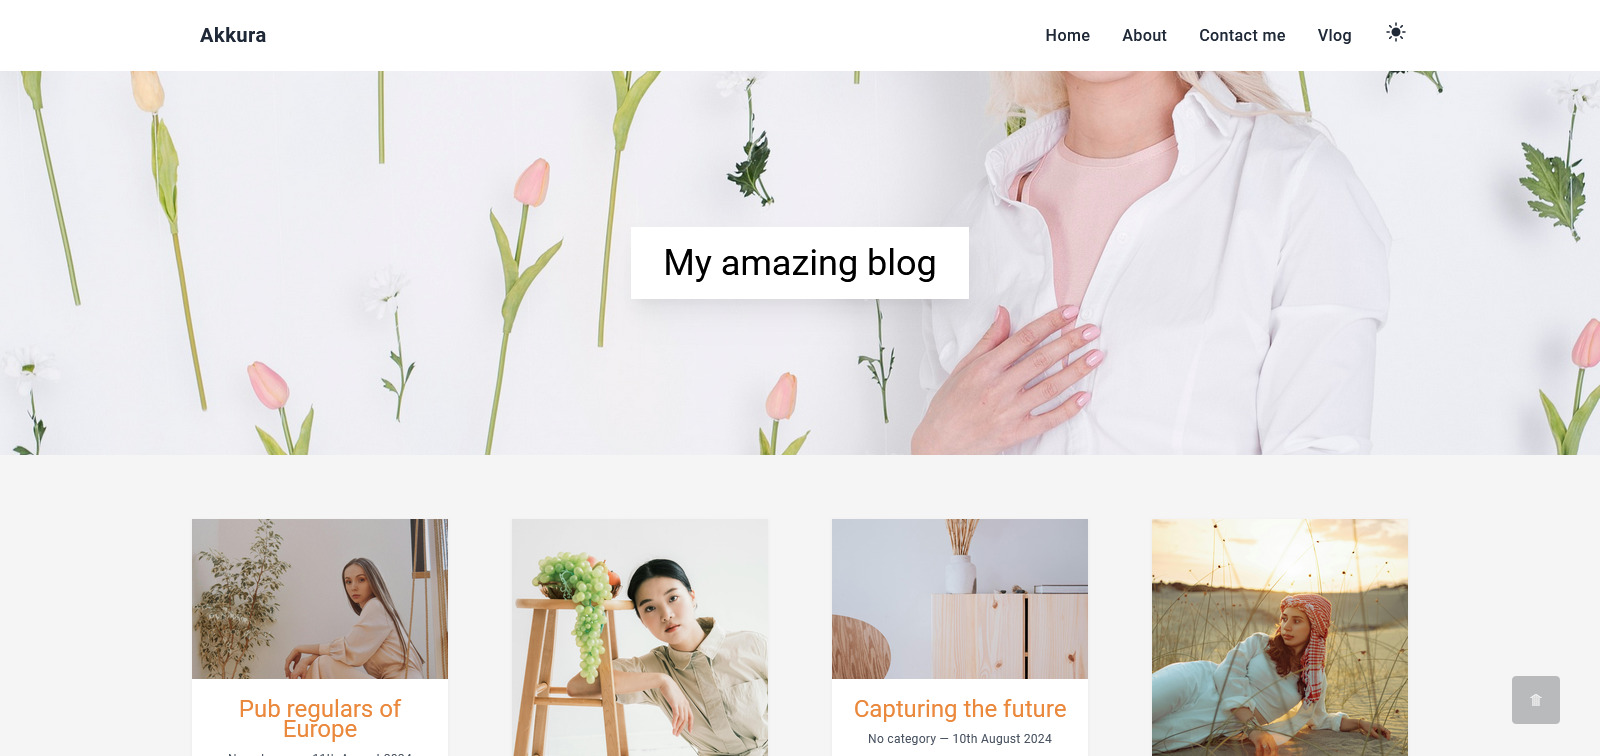 Akkura
Home
About
Contact me
Vlog
My amazing blog
Pub regulars of
Europe
Capturing the future
No category — 10th August 2024